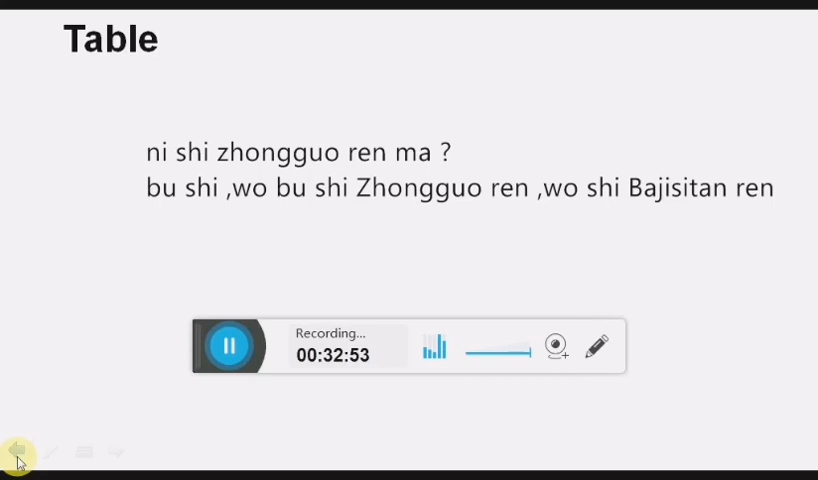 Table
ni shi zhongguo ren ma ?
bu shi ,wo bu shi Zhongguo ren ,wo shi Bajisitan ren
Recording...
00:32:53